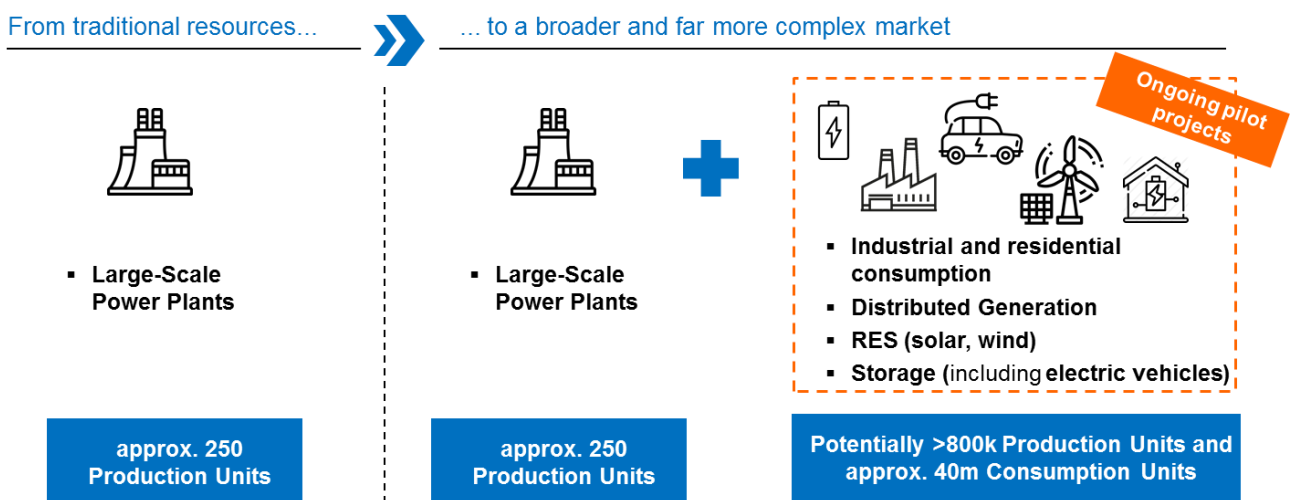 From traditional resources...
... to a broader and far more complex market
Ongoing pilot
projects
▪ Large-Scale
Power Plants
▪ Large-Scale
Power Plants
▪ Industrial and residential
consumption
▪ Distributed Generation
▪ RES (solar, wind)
▪ Storage (including electric vehicles)
approx. 250
Production Units
approx. 250
Production Units
Potentially >800k Production Units and
approx. 40m Consumption Units